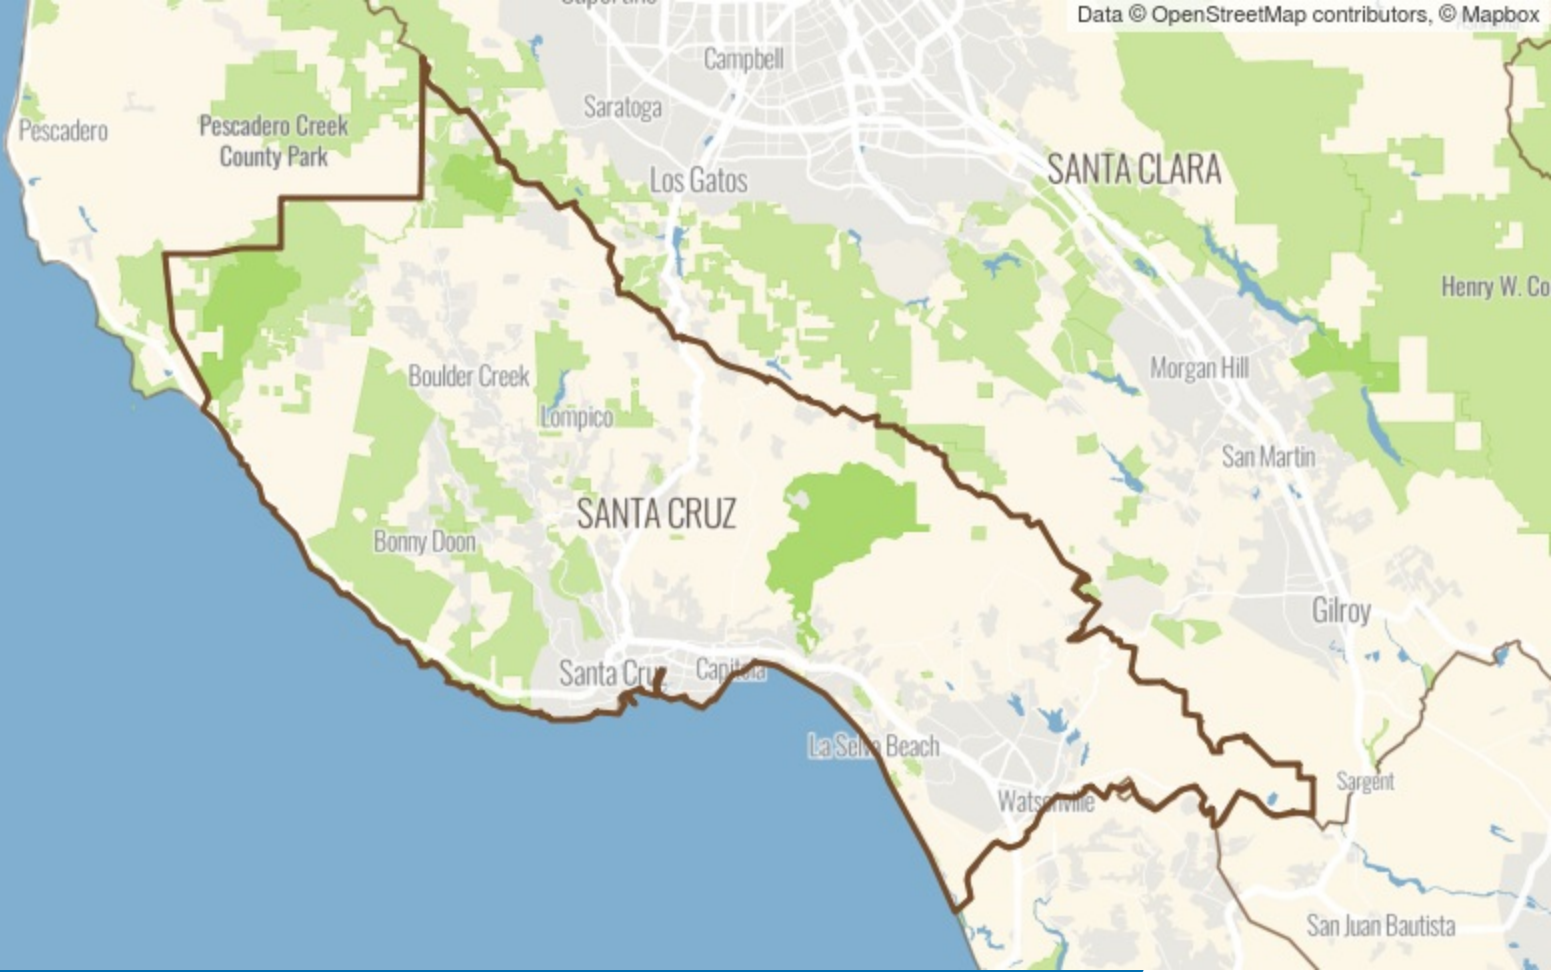 Data © OpenStreetMap contributors, © Mapbox
Campbell
Saratoga
Pescadero
Pescadero Creek
County Park
SANTA CLARA
Los Gatos
Henry W. Co
Boulder Creek
Morgan Hill
Lompico
San Martin
SANTA CRUZ
Bonny Doon
Gilroy
Santa Cruz
Capitola
La Selva Beach
Sargent
Watsonville
San Juan Bautista